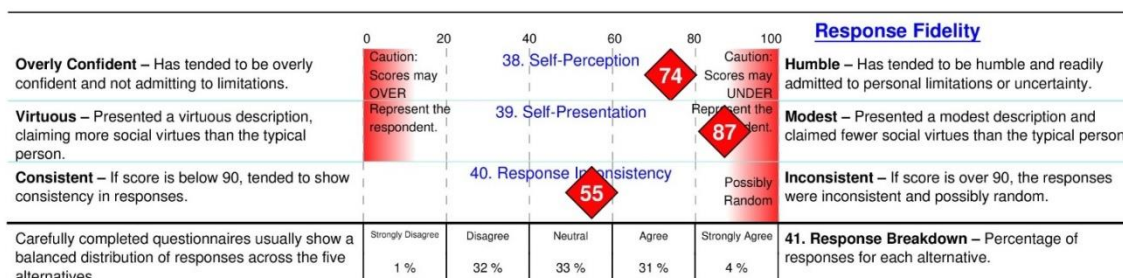 Response Fidelity
0 20 40 60 80 100
Overly Confident – Has tended to be overly
confident and not admitting to limitations.
Caution:
Scores may
OVER
Represent the
respondent.
38. Self-Perception
74
Caution:
Scores may
UNDER
Humble – Has tended to be humble and readily
admitted to personal limitations or uncertainty.
Virtuous – Presented a virtuous description,
claiming more social virtues than the typical
person.
39. Self-Presentation
87
Modest – Presented a modest description and
claimed fewer social virtues than the typical person
Consistent – If score is below 90, tended to show
consistency in responses.
40. Response Inconsistency
55
Possibly
Random
Inconsistent – If score is over 90, the responses
were inconsistent and possibly random.
Carefully completed questionnaires usually show a
balanced distribution of responses across the five
alternatives
Strongly Disagree Disagree Neutral Agree Strongly Agree
1 % 32 % 33 % 31 % 4 %
41. Response Breakdown – Percentage of
responses for each alternative.